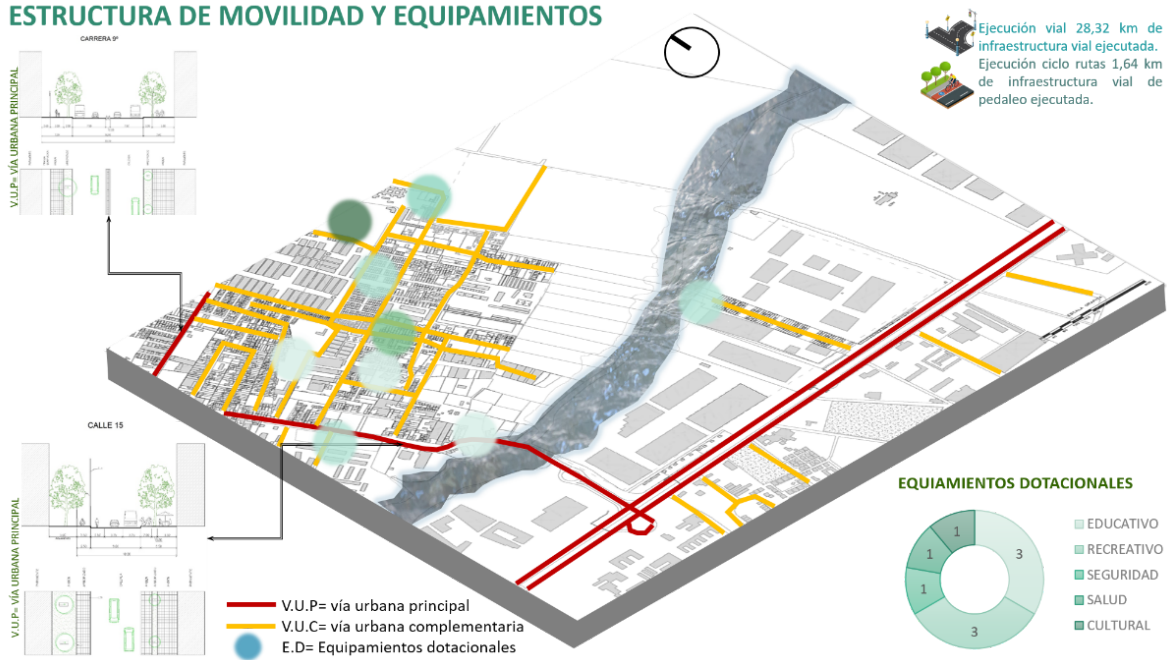 ESTRUCTURA DE MOVILIDAD Y EQUIPAMIENTOS
CARRERA 9ª
V.U.P= VÍA URBANA PRINCIPAL
Ejecución vial 28,32 km de
infraestructura vial ejecutada.
Ejecución ciclo rutas 1,64 km
de infraestructura vial de
pedaleo ejecutada.
CALLE 15
V.U.P= VÍA URBANA PRINCIPAL
V.U.P= vía urbana principal
V.U.C= vía urbana complementaria
E.D= Equipamientos dotacionales
EQUIAMIENTOS DOTACIONALES
1
1
1
3
3
EDUCATIVO
RECREATIVO
SEGURIDAD
SALUD
CULTURAL